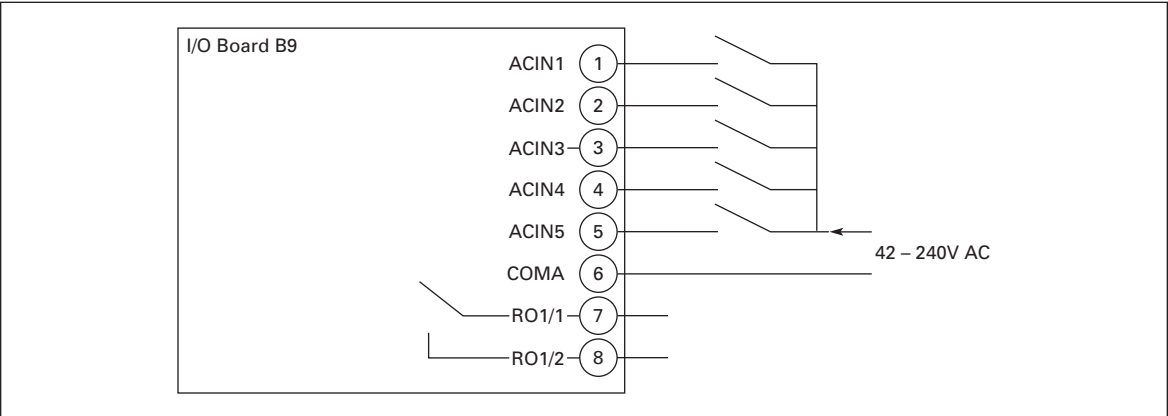 I/O Board B9
ACIN1 1
ACIN2 2
ACIN3 3
ACIN4 4
ACIN5 5
42 – 240V AC
COMA 6
RO1/1 7
RO1/2 8